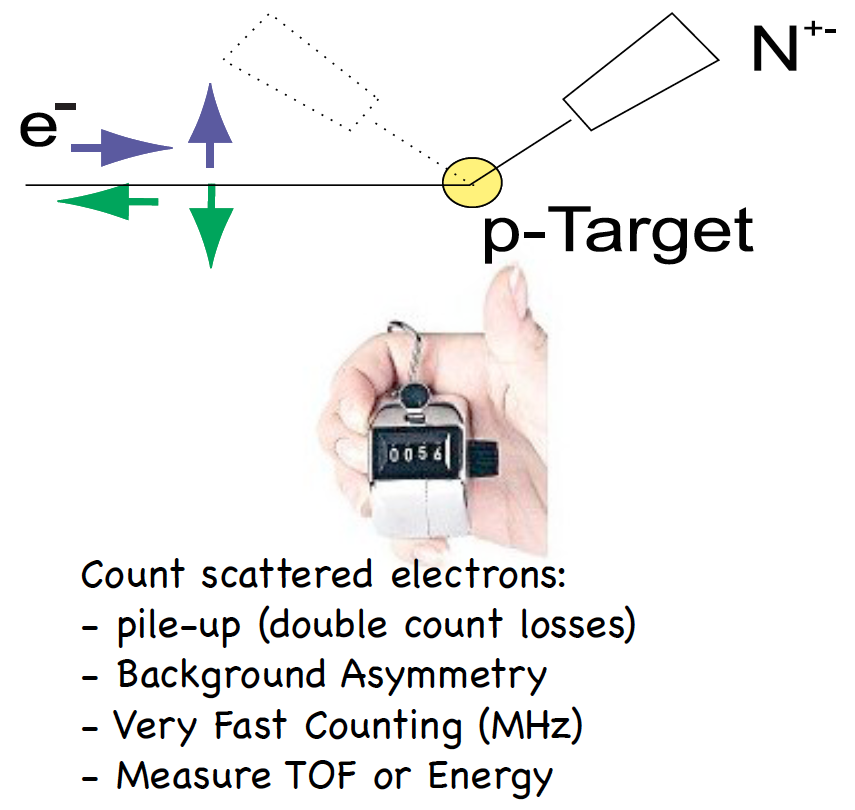 e⁻
N⁺⁻
p-Target
0056
Count scattered electrons:
- pile-up (double count losses)
- Background Asymmetry
- Very Fast Counting (MHz)
- Measure TOF or Energy